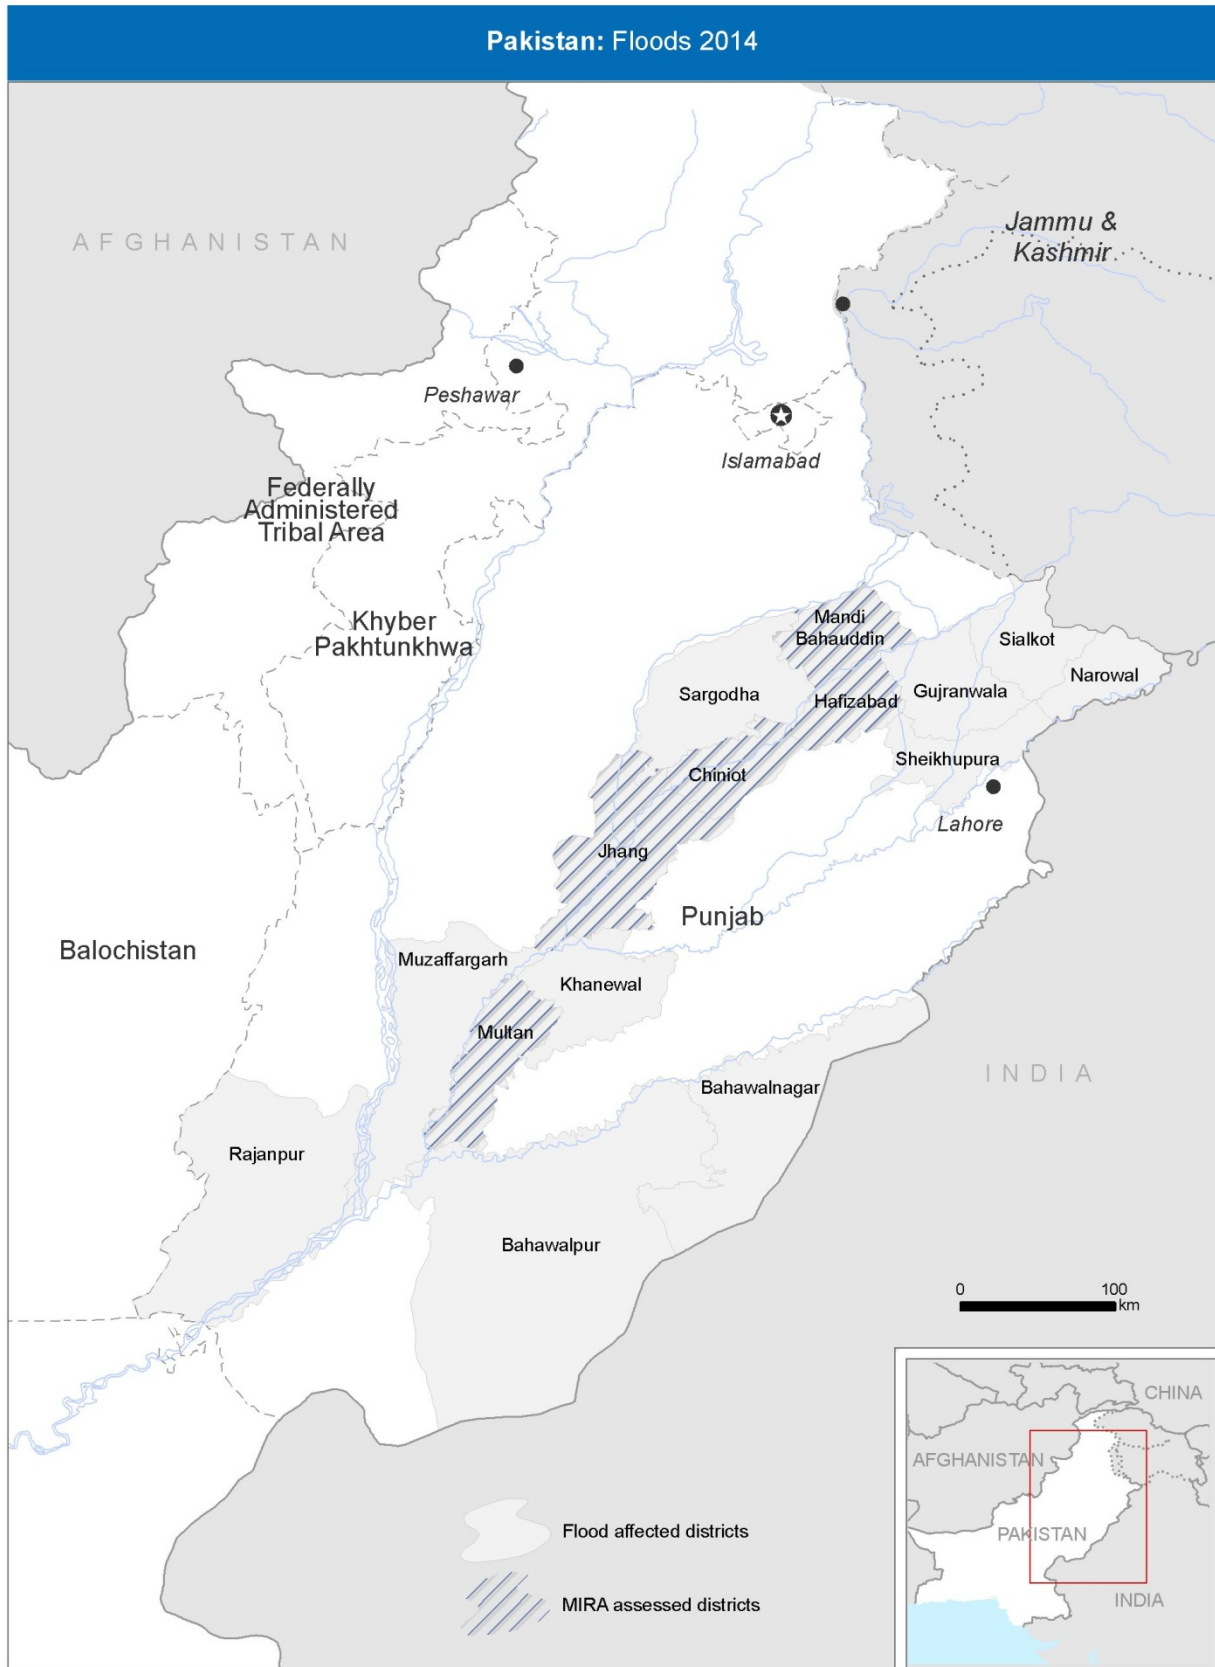 Pakistan: Floods 2014
AFGHANISTAN
Jammu &
Kashmir
Peshawar
Islamabad
Federally
Administered
Tribal Area
Khyber
Pakhtunkhwa
Mandi
Bahauddin
Sialkot
Narowal
Sargodha
Hafizabad
Gujranwala
Sheikhupura
Chiniot
Lahore
Jhang
Punjab
Balochistan
Muzaffargarh
Khanewal
Multan
INDIA
Bahawalnagar
Rajanpur
Bahawalpur
0 100
km
Flood affected districts
MIRA assessed districts
CHINA
AFGHANISTAN
PAKISTAN
INDIA